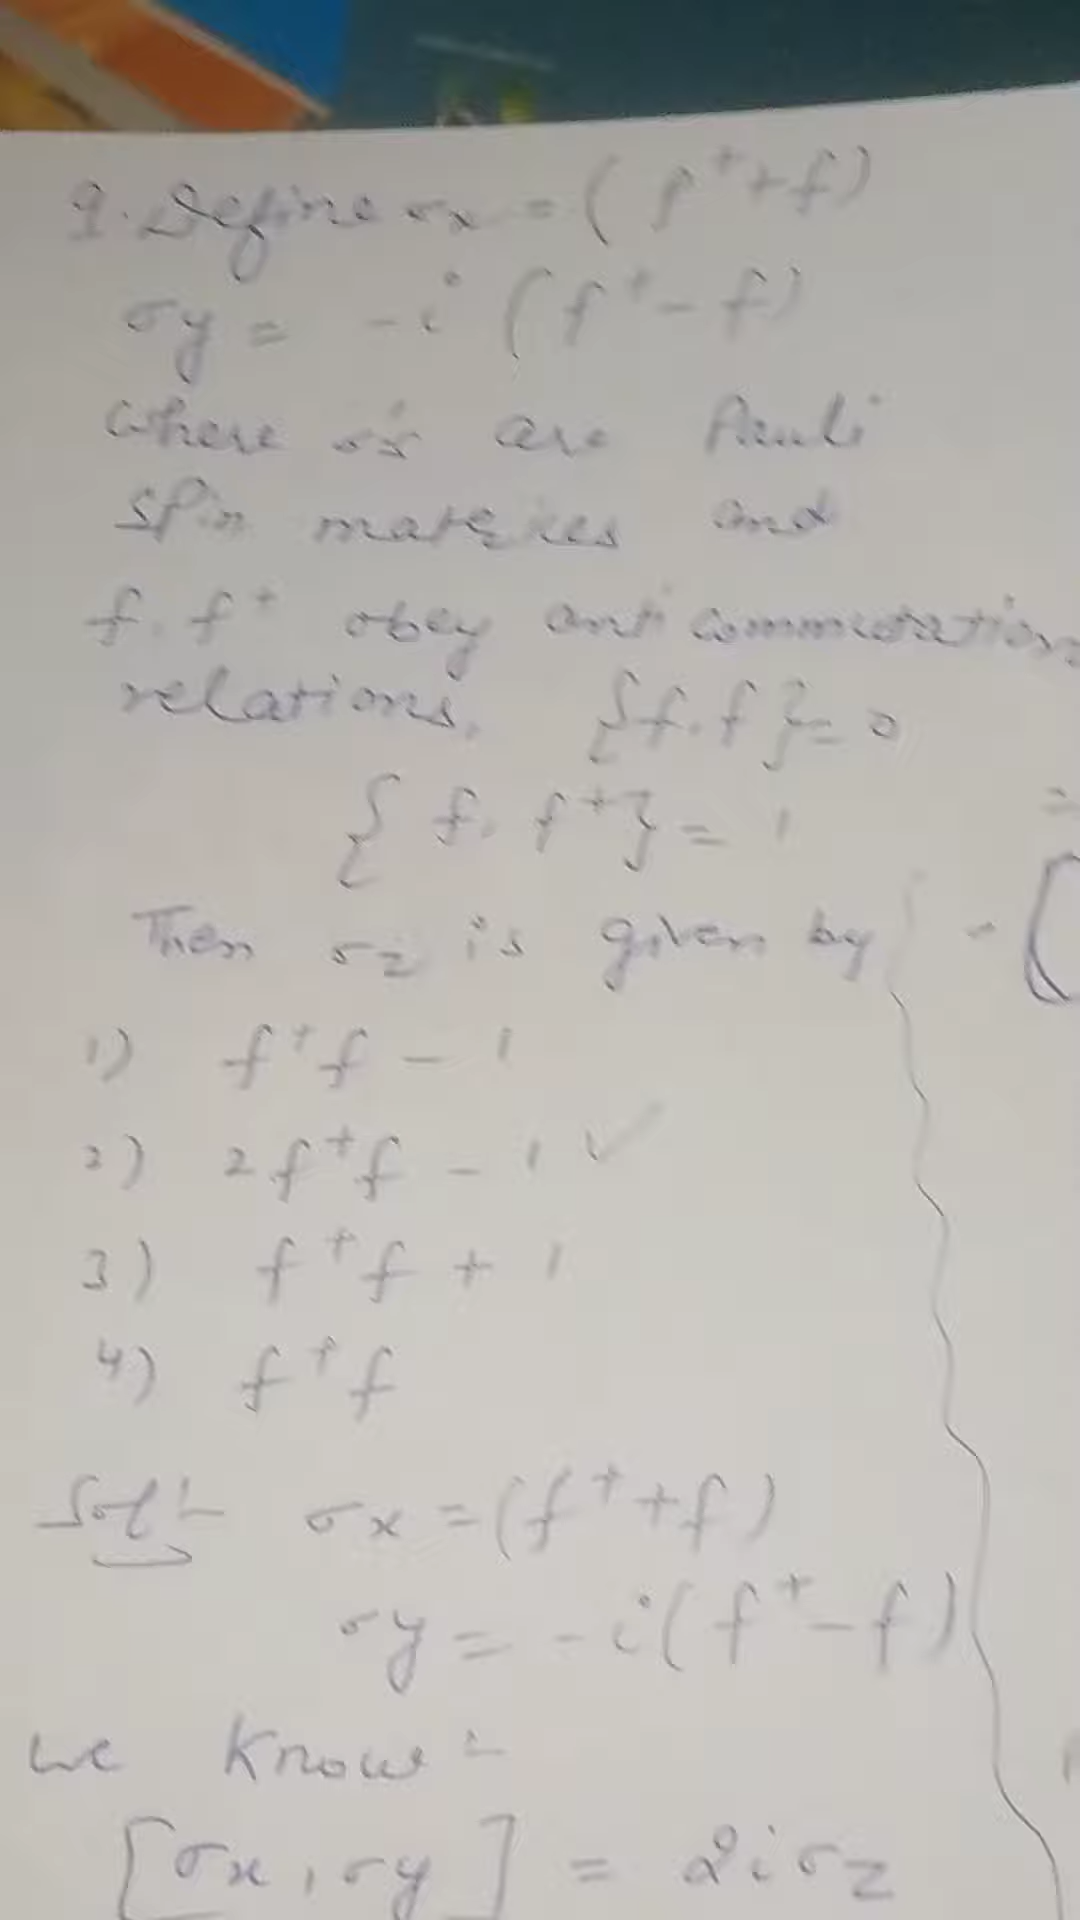 9. Define σx = (f⁺+f)
σy = -i (f⁺-f)
where σ's are Pauli
spin matrices and
f, f⁺ obey anti commutation
relations. {f, f} = 0
{f, f⁺} = 1
Then σz is given by
1) f⁺f - 1
2) 2f⁺f - 1 ✓
3) f⁺f + 1
4) f⁺f
Sol:- σx = (f⁺+f)
σy = -i(f⁺-f)
We Know:-
[σx, σy] = 2iσz